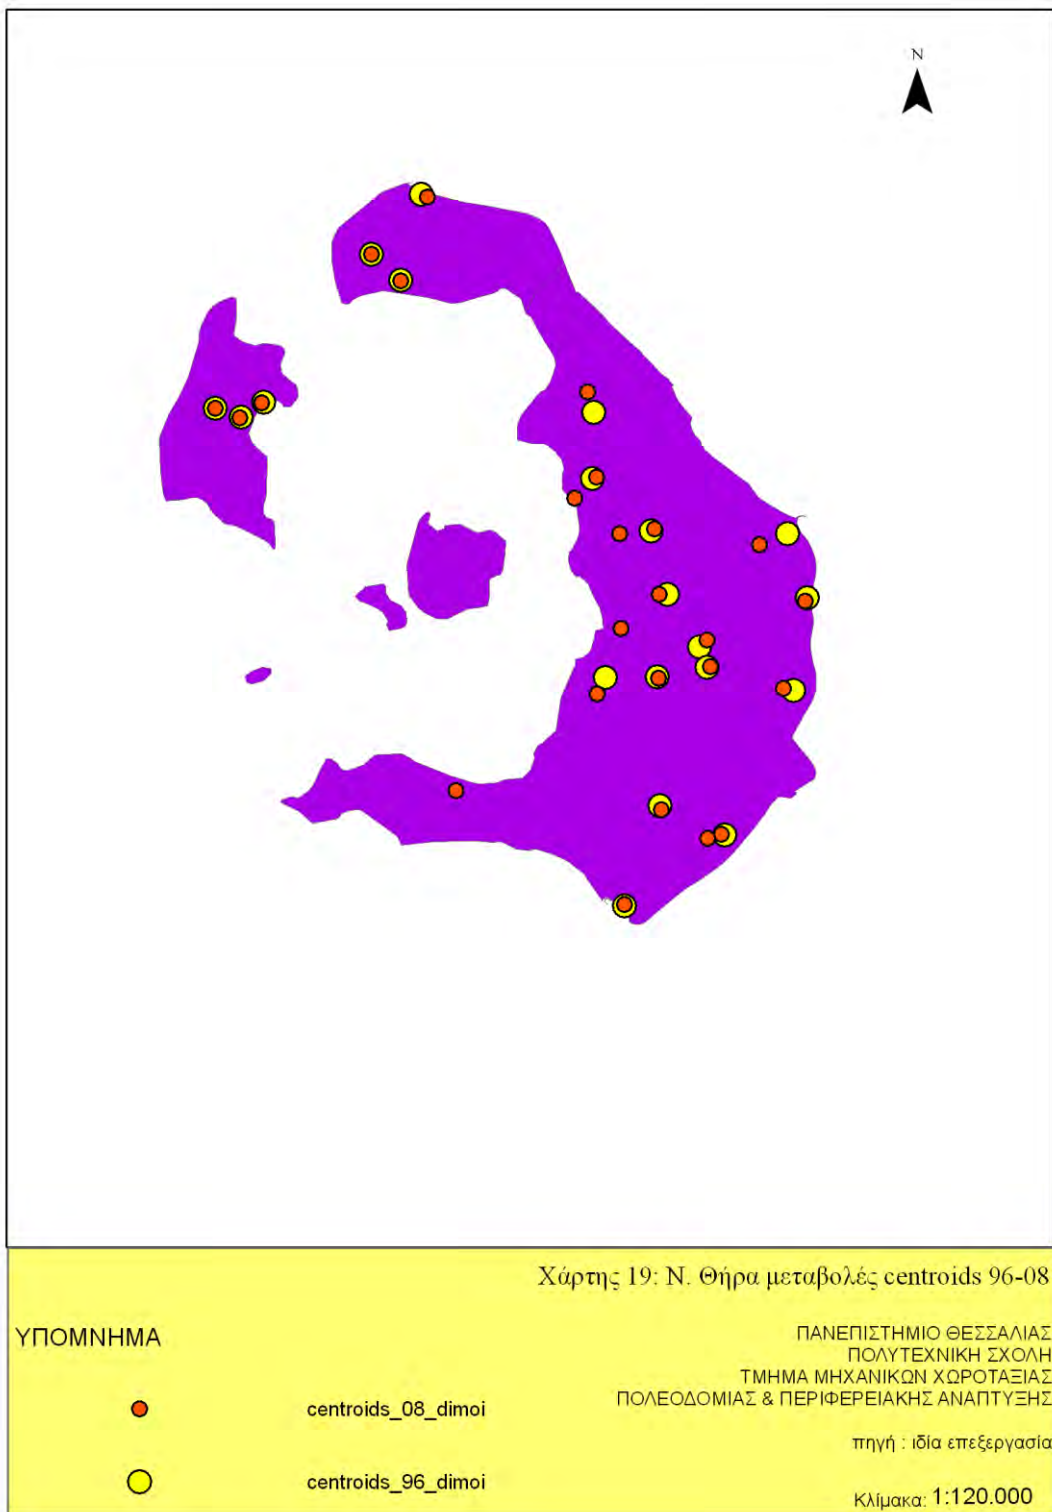 N
Χάρτης 19: Ν. Θήρα μεταβολές centroids 96-08
ΥΠΟΜΝΗΜΑ
centroids_08_dimoi
centroids_96_dimoi
ΠΑΝΕΠΙΣΤΗΜΙΟ ΘΕΣΣΑΛΙΑΣ
ΠΟΛΥΤΕΧΝΙΚΗ ΣΧΟΛΗ
ΤΜΗΜΑ ΜΗΧΑΝΙΚΩΝ ΧΩΡΟΤΑΞΙΑΣ
ΠΟΛΕΟΔΟΜΙΑΣ & ΠΕΡΙΦΕΡΕΙΑΚΗΣ ΑΝΑΠΤΥΞΗΣ
πηγή : ιδία επεξεργασία
Κλίμακα: 1:120.000